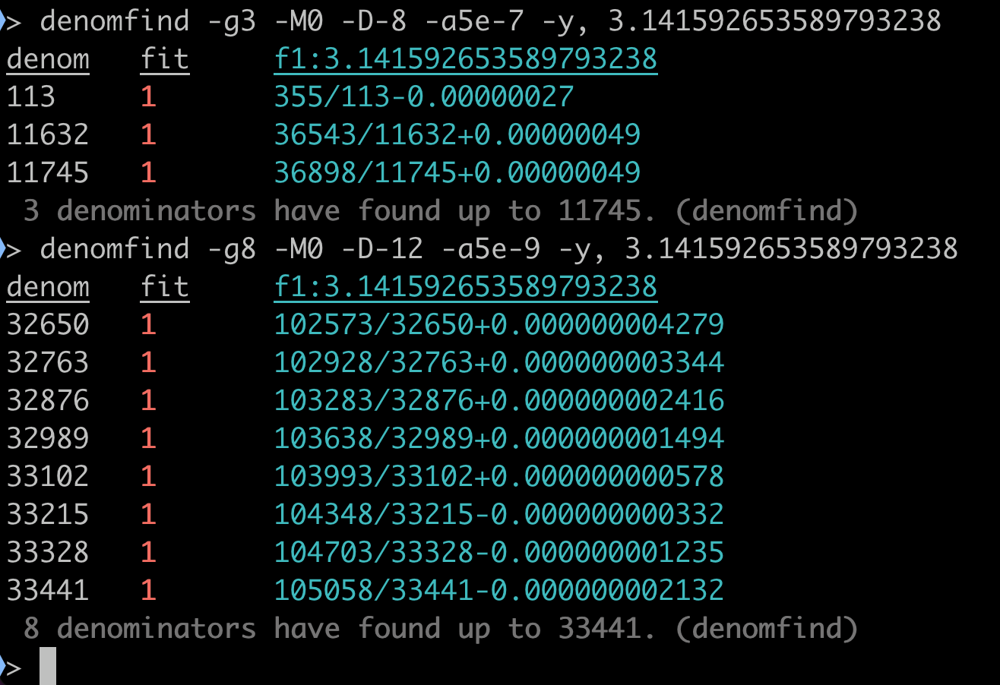 > denomfind -g3 -M0 -D-8 -a5e-7 -y, 3.141592653589793238
denom fit f1:3.141592653589793238
113 1 355/113-0.00000027
11632 1 36543/11632+0.00000049
11745 1 36898/11745+0.00000049
3 denominators have found up to 11745. (denomfind)
> denomfind -g8 -M0 -D-12 -a5e-9 -y, 3.141592653589793238
denom fit f1:3.141592653589793238
32650 1 102573/32650+0.000000004279
32763 1 102928/32763+0.000000003344
32876 1 103283/32876+0.000000002416
32989 1 103638/32989+0.000000001494
33102 1 103993/33102+0.000000000578
33215 1 104348/33215-0.000000000332
33328 1 104703/33328-0.000000001235
33441 1 105058/33441-0.000000002132
8 denominators have found up to 33441. (denomfind)
>